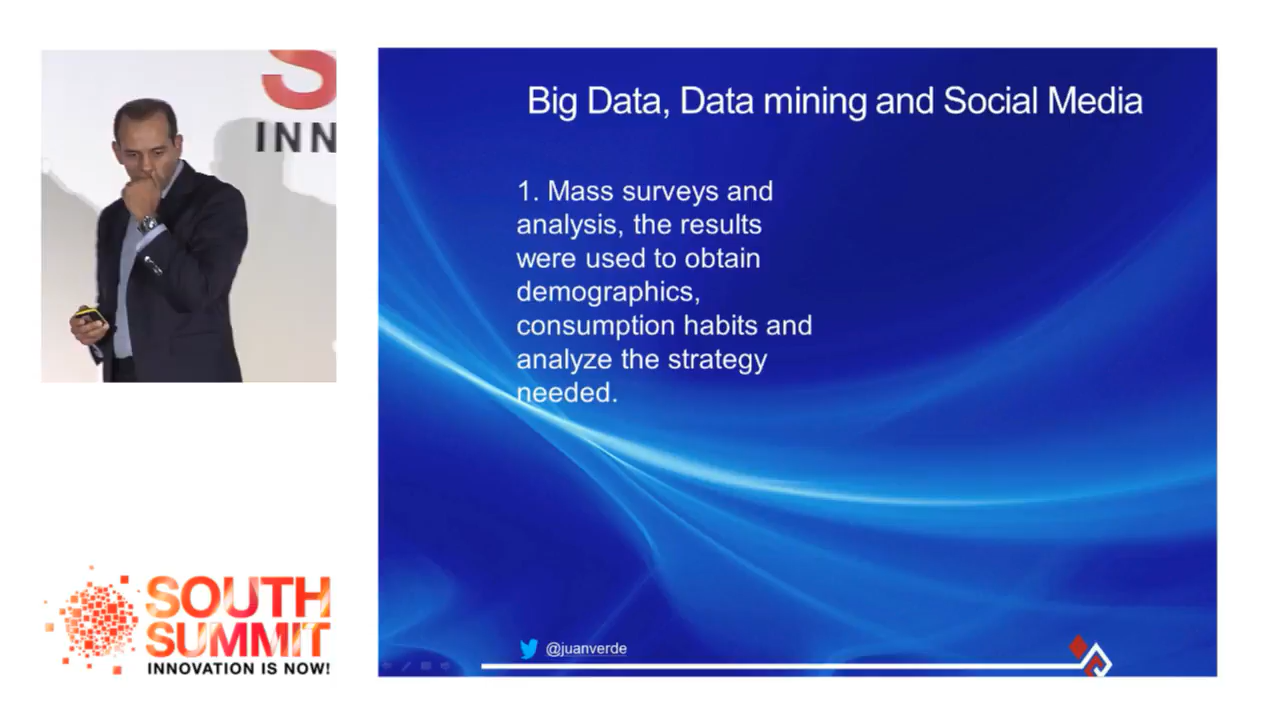 S
INN
Big Data, Data mining and Social Media
1. Mass surveys and
analysis, the results
were used to obtain
demographics,
consumption habits and
analyze the strategy
needed.
@juanverde
SOUTH
SUMMIT
INNOVATION IS NOW!